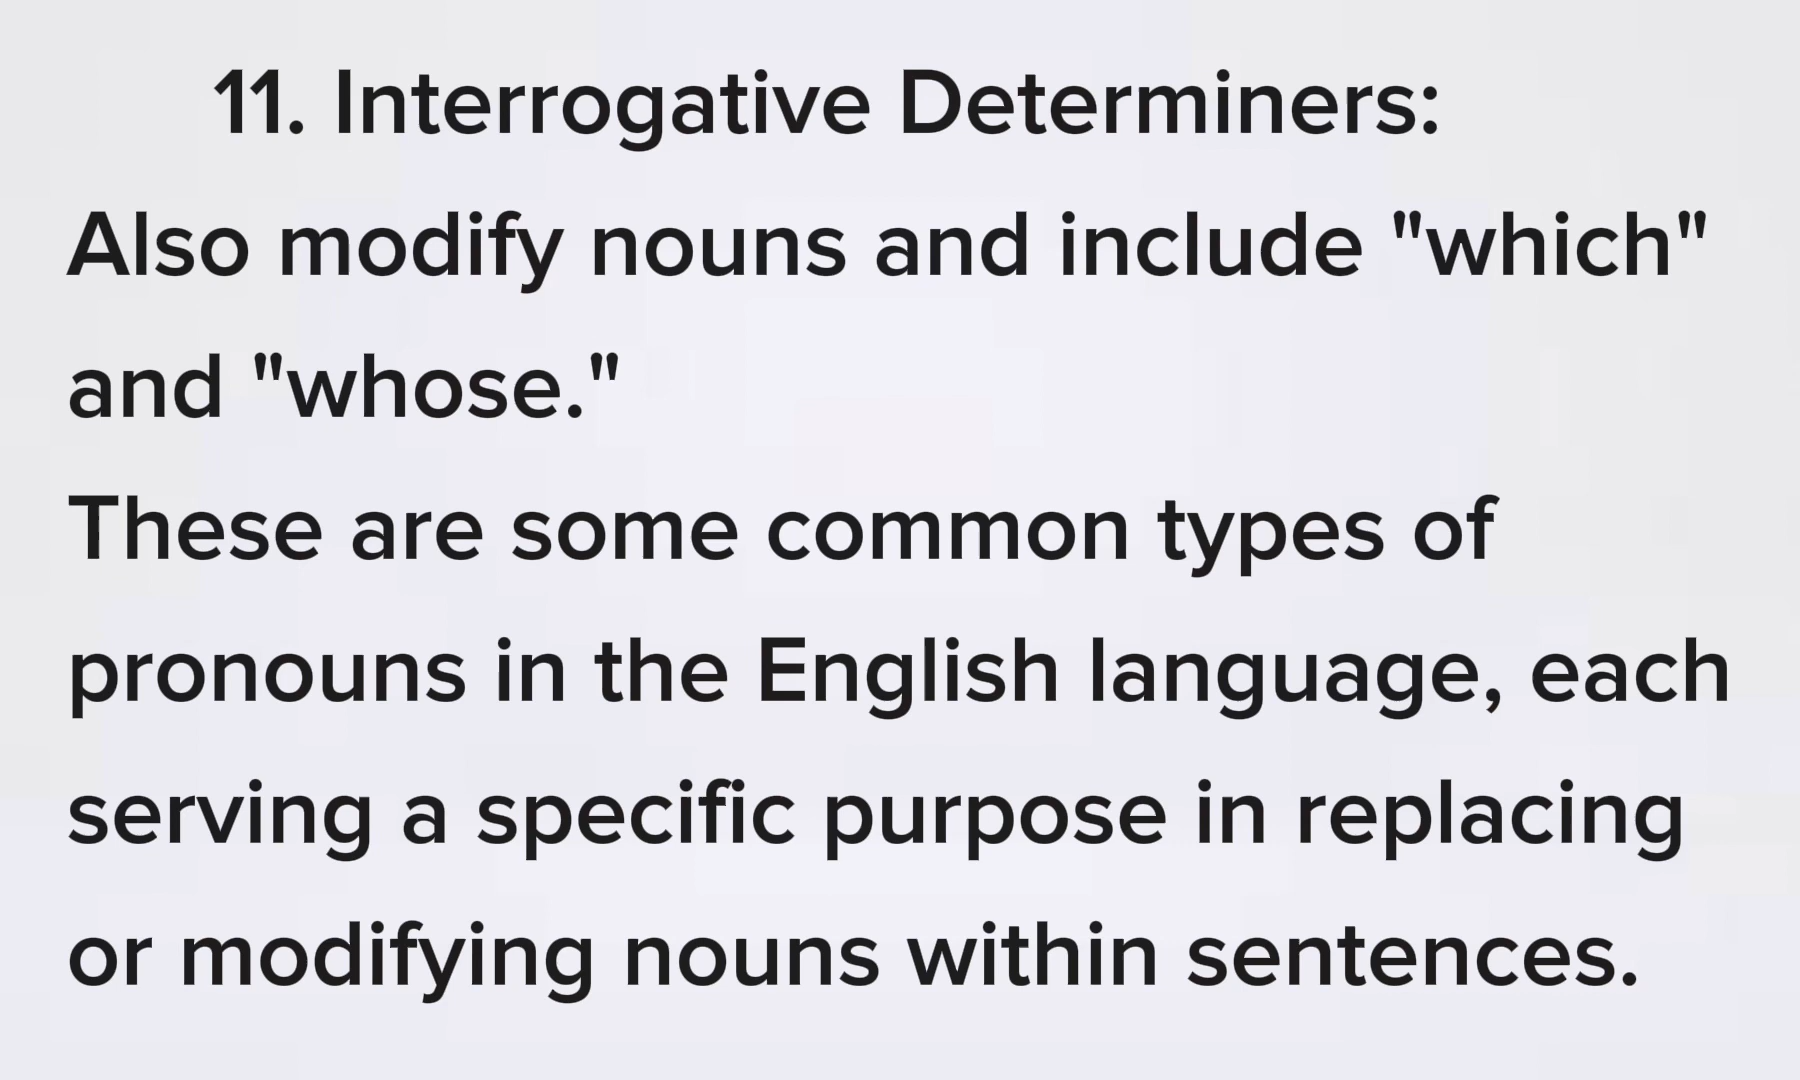 11. Interrogative Determiners:
Also modify nouns and include "which"
and "whose."
These are some common types of
pronouns in the English language, each
serving a specific purpose in replacing
or modifying nouns within sentences.